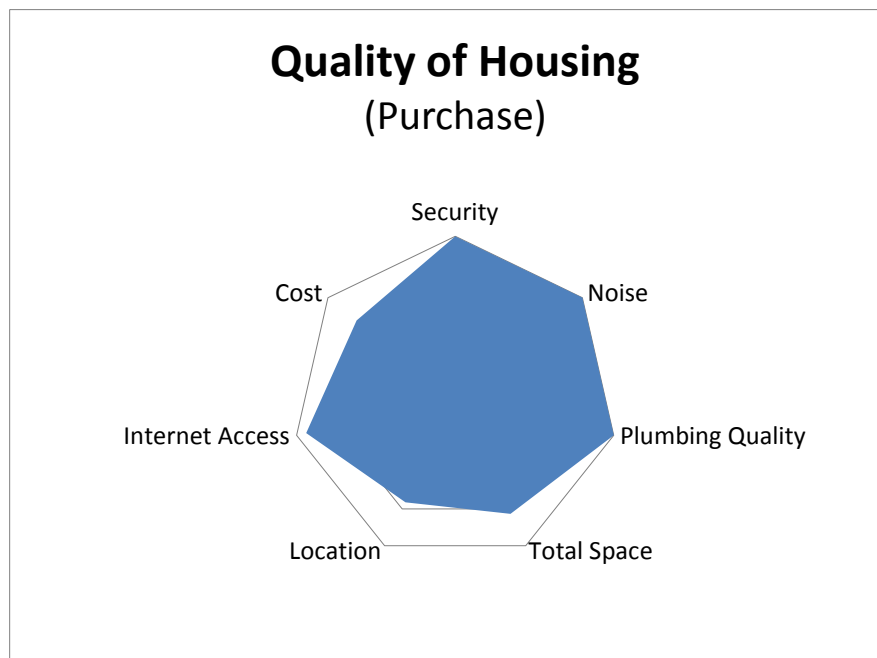 Quality of Housing
(Purchase)
Security
Cost
Noise
Internet Access
Plumbing Quality
Location
Total Space